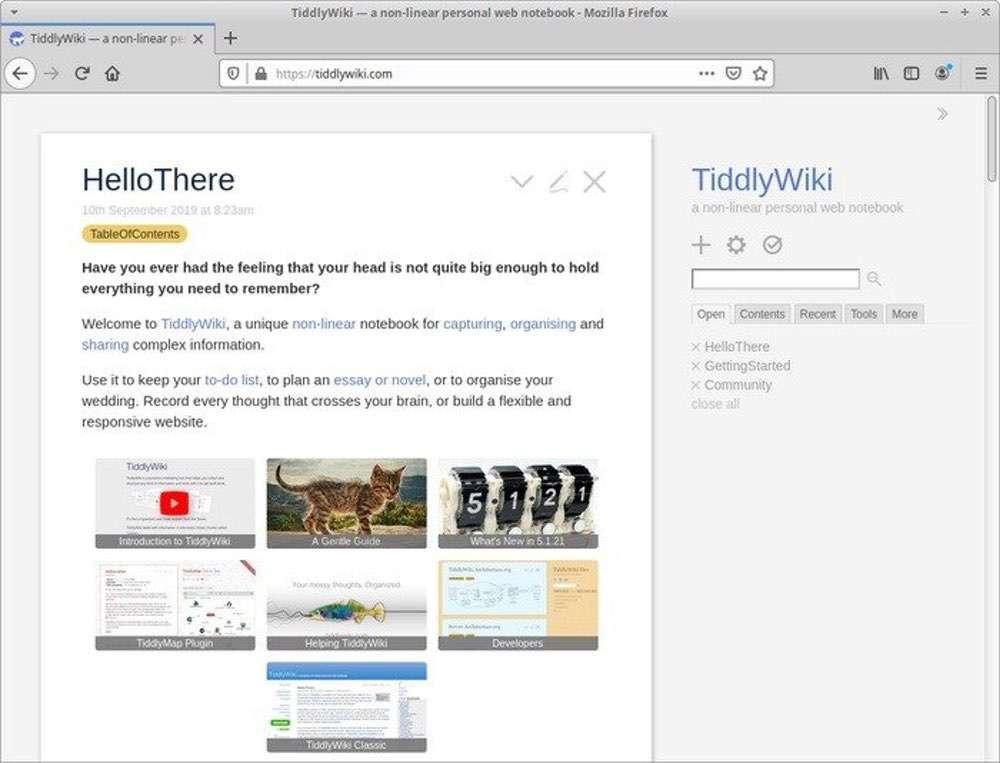 TiddlyWiki — a non-linear personal web notebook - Mozilla Firefox
TiddlyWiki — a non-linear pe
https://tiddlywiki.com
HelloThere
10th September 2019 at 8:23am
TableOfContents
Have you ever had the feeling that your head is not quite big enough to hold
everything you need to remember?
Welcome to TiddlyWiki, a unique non-linear notebook for capturing, organising and
sharing complex information.
Use it to keep your to-do list, to plan an essay or novel, or to organise your
wedding. Record every thought that crosses your brain, or build a flexible and
responsive website.
TiddlyWiki
Introduction to TiddlyWiki
A Gentle Guide
5 1 2 1
What's New in 5.1.21
TiddlyMap Plugin
Your messy thoughts. Organized.
Helping TiddlyWiki
Developers
TiddlyWiki Classic
TiddlyWiki
a non-linear personal web notebook
Open Contents Recent Tools More
HelloThere
GettingStarted
Community
close all